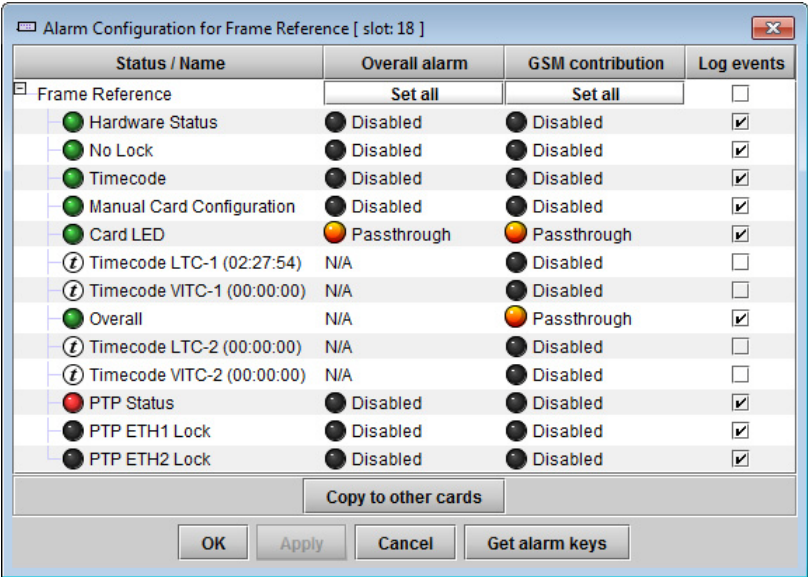 Alarm Configuration for Frame Reference [ slot: 18 ]
Status / Name Overall alarm GSM contribution Log events
Frame Reference Set all Set all
Hardware Status Disabled Disabled
No Lock Disabled Disabled
Timecode Disabled Disabled
Manual Card Configuration Disabled Disabled
Card LED Passthrough Passthrough
t Timecode LTC-1 (02:27:54) N/A Disabled
t Timecode VITC-1 (00:00:00) N/A Disabled
Overall N/A Passthrough
t Timecode LTC-2 (00:00:00) N/A Disabled
t Timecode VITC-2 (00:00:00) N/A Disabled
PTP Status Disabled Disabled
PTP ETH1 Lock Disabled Disabled
PTP ETH2 Lock Disabled Disabled
Copy to other cards
OK Apply Cancel Get alarm keys